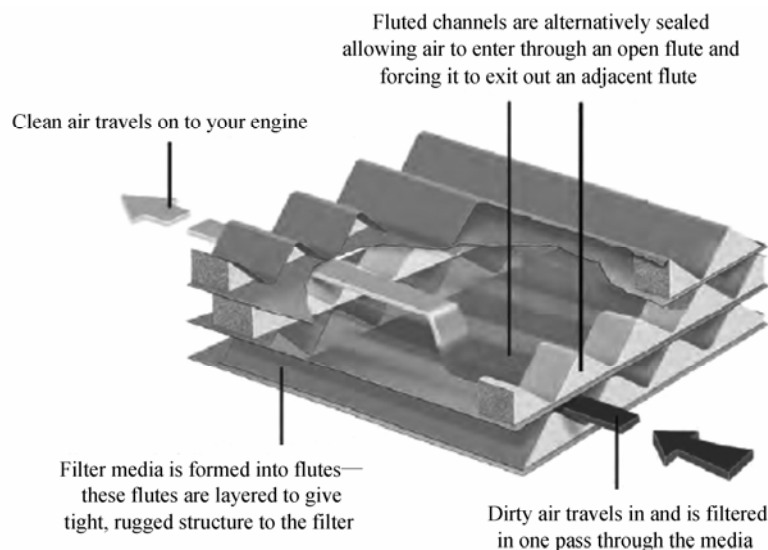 Fluted channels are alternatively sealed
allowing air to enter through an open flute and
forcing it to exit out an adjacent flute
Clean air travels on to your engine
Filter media is formed into flutes—
these flutes are layered to give
tight, rugged structure to the filter
Dirty air travels in and is filtered
in one pass through the media